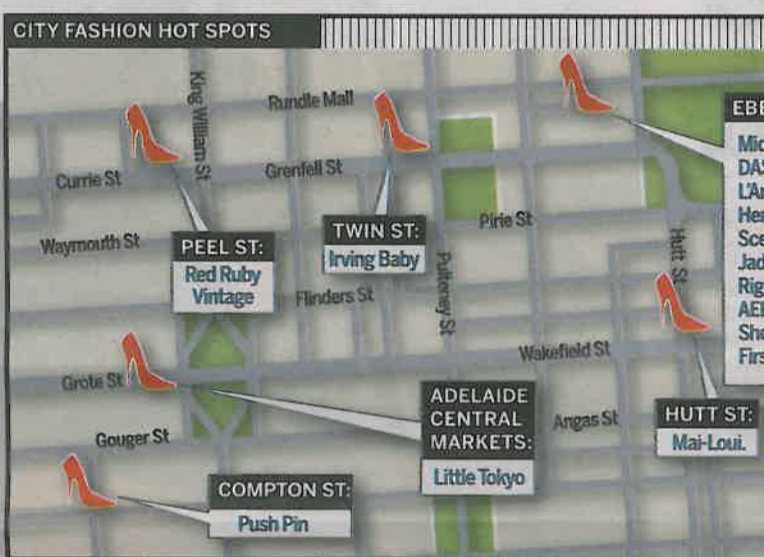 CITY FASHION HOT SPOTS
King William St
Rundle Mall
Currie St
Grenfell St
Waymouth St
Pirie St
PEEL ST:
Red Ruby
Vintage
TWIN ST:
Irving Baby
Flinders St
Pulteney St
Hutt St
Grote St
Wakefield St
Gouger St
Angas St
ADELAIDE
CENTRAL
MARKETS:
Little Tokyo
HUTT ST:
Mai-Loui.
COMPTON ST:
Push Pin